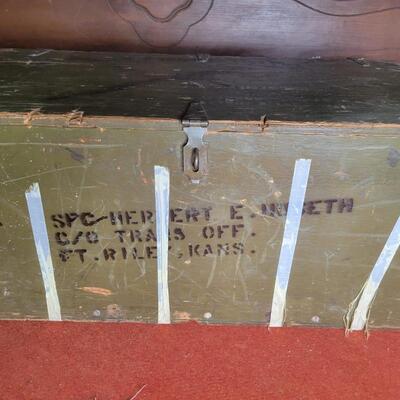 SPC-HERBERT E.
C/O TRANS OFF.
FT. RILEY, KANS.